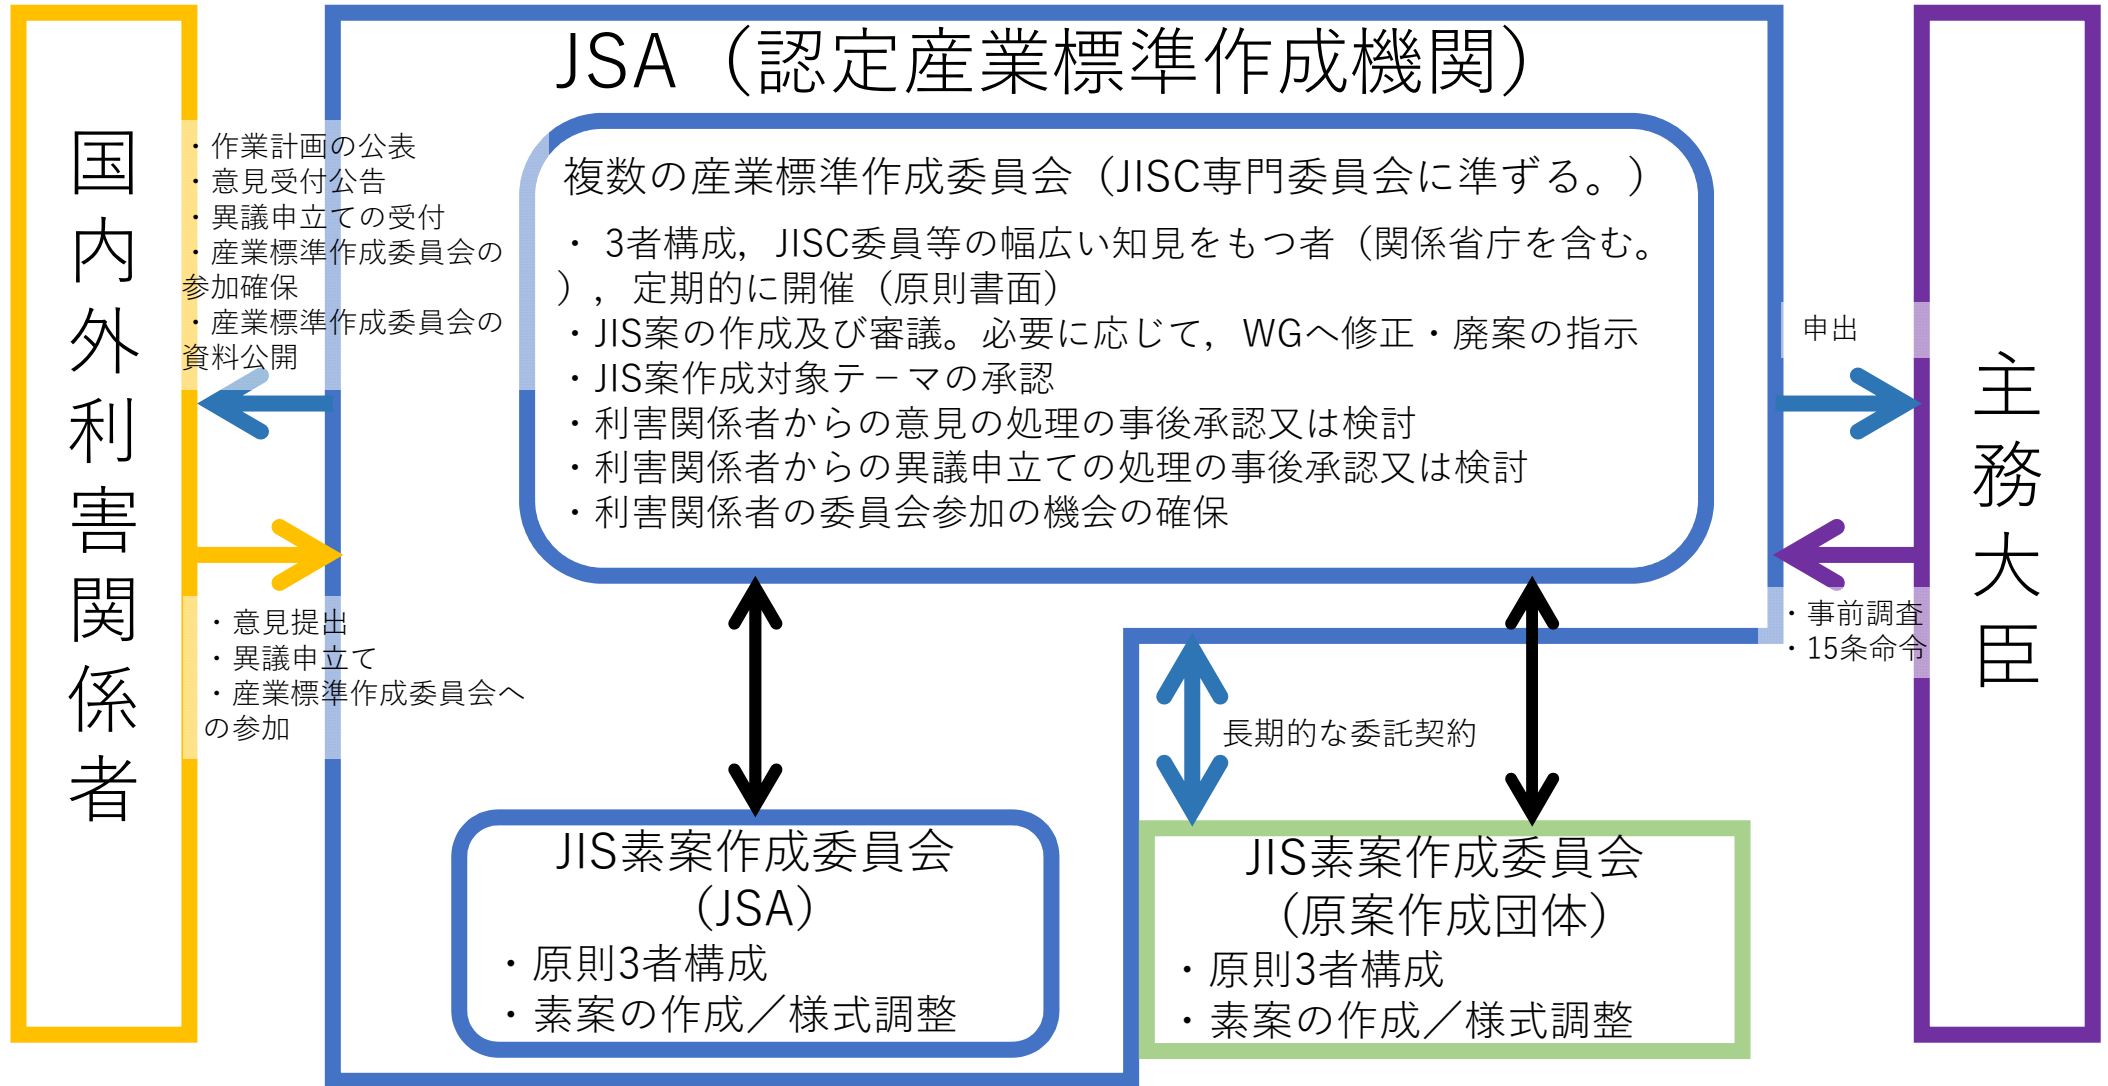 JSA（認定産業標準作成機関）
国内外利害関係者
・作業計画の公表
・意見受付公告
・異議申立ての受付
・産業標準作成委員会の
参加確保
・産業標準作成委員会の
資料公開
・意見提出
・異議申立て
・産業標準作成委員会へ
の参加
複数の産業標準作成委員会（JISC専門委員会に準ずる。）
・ 3者構成，JISC委員等の幅広い知見をもつ者（関係省庁を含む。
），定期的に開催（原則書面）
・JIS案の作成及び審議。必要に応じて，WGへ修正・廃案の指示
・JIS案作成対象テ－マの承認
・利害関係者からの意見の処理の事後承認又は検討
・利害関係者からの異議申立ての処理の事後承認又は検討
・利害関係者の委員会参加の機会の確保
申出
・事前調査
・15条命令
主務大臣
長期的な委託契約
JIS素案作成委員会
（JSA）
・原則3者構成
・素案の作成／様式調整
JIS素案作成委員会
（原案作成団体）
・原則3者構成
・素案の作成／様式調整